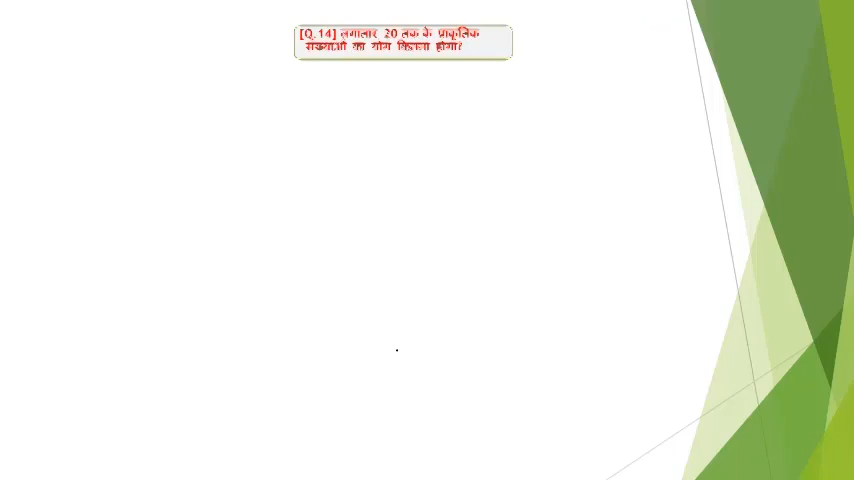 [Q.14] लगातार 20 तक के प्राकृतिक
संख्याओ का योग कितना होगा?